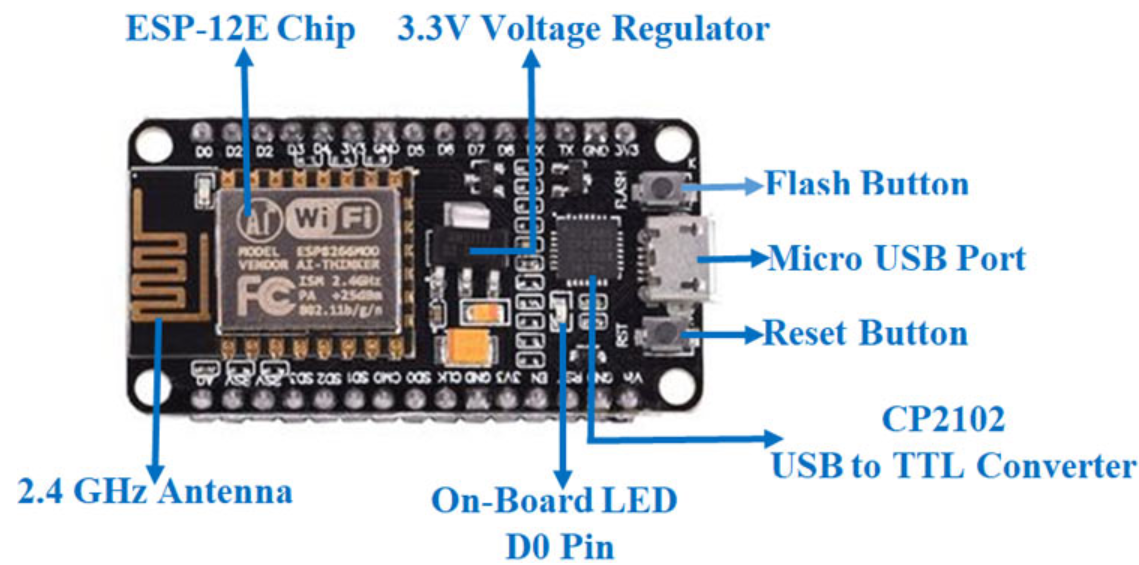 ESP-12E Chip
3.3V Voltage Regulator
D0 D2 D2 D3 D4 3V3 GND D5 D6 D7 D8 RX TX GND 3V3
K
FLASH
Flash Button
Ai WiFi
MODEL ESP8266MOD
VENDOR AI-THINKER
FC ISM 2.4GHz
PA +25dBm
802.11b/g/n
Micro USB Port
RST
Reset Button
A0 RSV RSV SD3 SD2 SD1 CMD SD0 CLK GND 3V3 EN RST GND Vin
CP2102
USB to TTL Converter
2.4 GHz Antenna
On-Board LED
D0 Pin